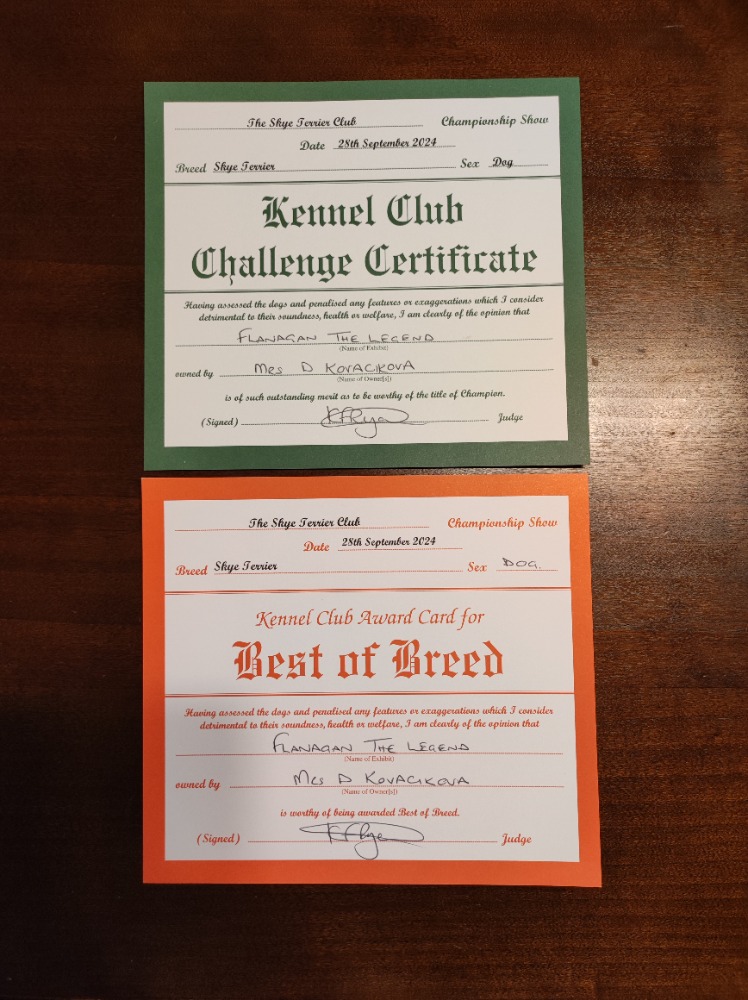 The Skye Terrier Club Championship Show
Date 28th September 2024
Breed Skye Terrier Sex Dog
Kennel Club
Challenge Certificate
Having assessed the dogs and penalised any features or exaggerations which I consider
detrimental to their soundness, health or welfare, I am clearly of the opinion that
FLANAGAN THE LEGEND
(Name of Exhibit)
owned by MRS D KOVACIKOVA
(Name of Owner[s])
is of such outstanding merit as to be worthy of the title of Champion.
(Signed) Judge
The Skye Terrier Club Championship Show
Date 28th September 2024
Breed Skye Terrier Sex DOG.
Kennel Club Award Card for
Best of Breed
Having assessed the dogs and penalised any features or exaggerations which I consider
detrimental to their soundness, health or welfare, I am clearly of the opinion that
FLANAGAN THE LEGEND
(Name of Exhibit)
owned by MRS D KOVACIKOVA
(Name of Owner[s])
is worthy of being awarded Best of Breed.
(Signed) Judge